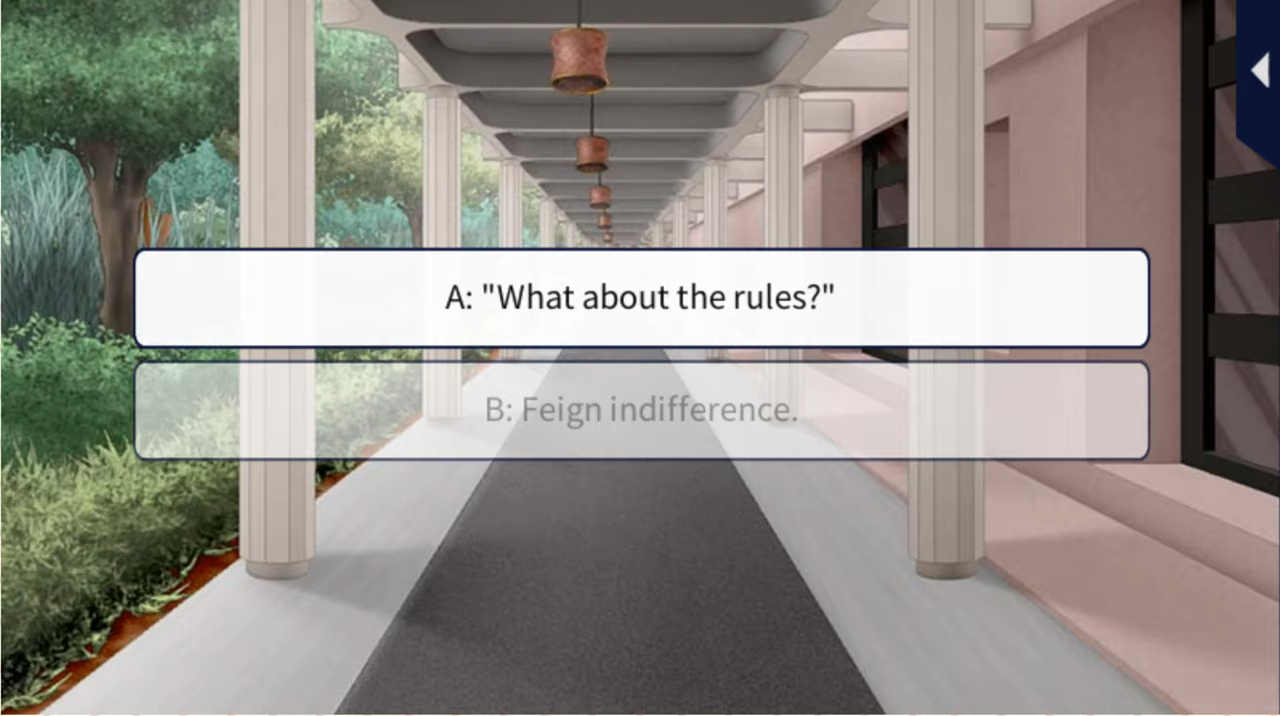 A: "What about the rules?"
B: Feign indifference.